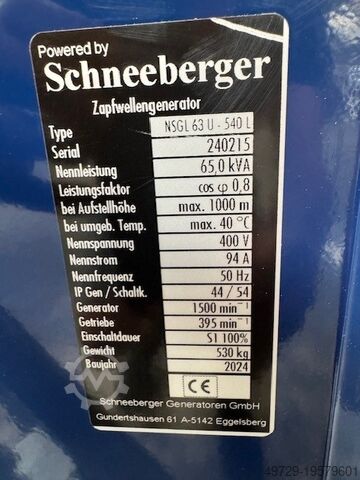 Powered by
Schneeberger
Zapfwellengenerator
Type NSGL 63 U - 540 L
Serial 240215
Nennleistung 65,0 kVA
Leistungsfaktor cos φ 0,8
bei Aufstellhöhe max. 1000 m
bei umgeb. Temp. max. 40 °C
Nennspannung 400 V
Nennstrom 94 A
Nennfrequenz 50 Hz
IP Gen / Schaltk. 44 / 54
Generator 1500 min⁻¹
Getriebe 395 min⁻¹
Einschaltdauer S1 100%
Gewicht 530 kg
Baujahr 2024
CE
Schneeberger Generatoren GmbH
Gundertshausen 61 A-5142 Eggelsberg
49729-19579601